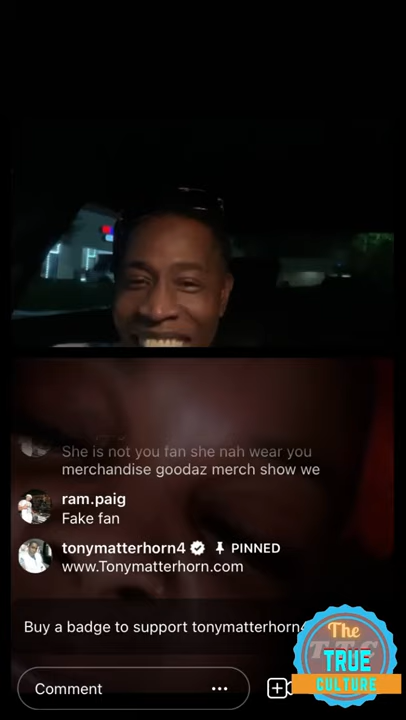 She is not you fan she nah wear you
merchandise goodaz merch show we
ram.paig
Fake fan
tonymatterhorn4 PINNED
www.Tonymatterhorn.com
Buy a badge to support tonymatterhorn4
Comment
The
TRUE
CULTURE